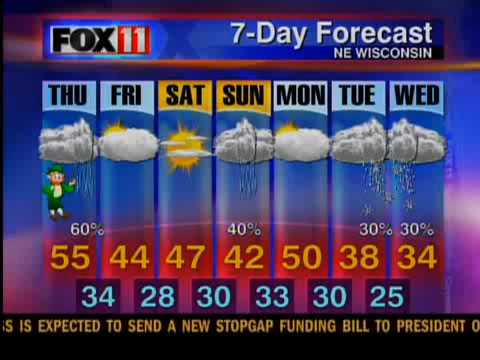 FOX 11
7-Day Forecast
NE WISCONSIN
THU FRI SAT SUN MON TUE WED
60% 40% 30% 30%
55 44 47 42 50 38 34
34 28 30 33 30 25
SS IS EXPECTED TO SEND A NEW STOPGAP FUNDING BILL TO PRESIDENT O